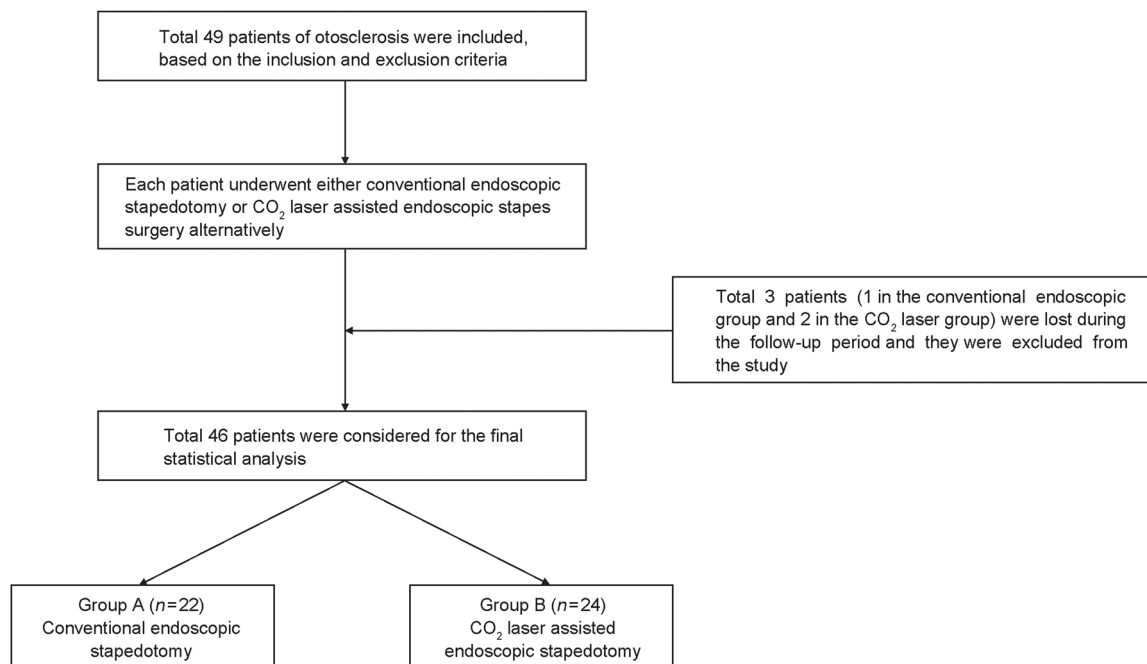 Total 49 patients of otosclerosis were included,
based on the inclusion and exclusion criteria
Each patient underwent either conventional endoscopic
stapedotomy or CO₂ laser assisted endoscopic stapes
surgery alternatively
Total 3 patients (1 in the conventional endoscopic
group and 2 in the CO₂ laser group) were lost during
the follow-up period and they were excluded from
the study
Total 46 patients were considered for the final
statistical analysis
Group A (n=22)
Conventional endoscopic
stapedotomy
Group B (n=24)
CO₂ laser assisted
endoscopic stapedotomy